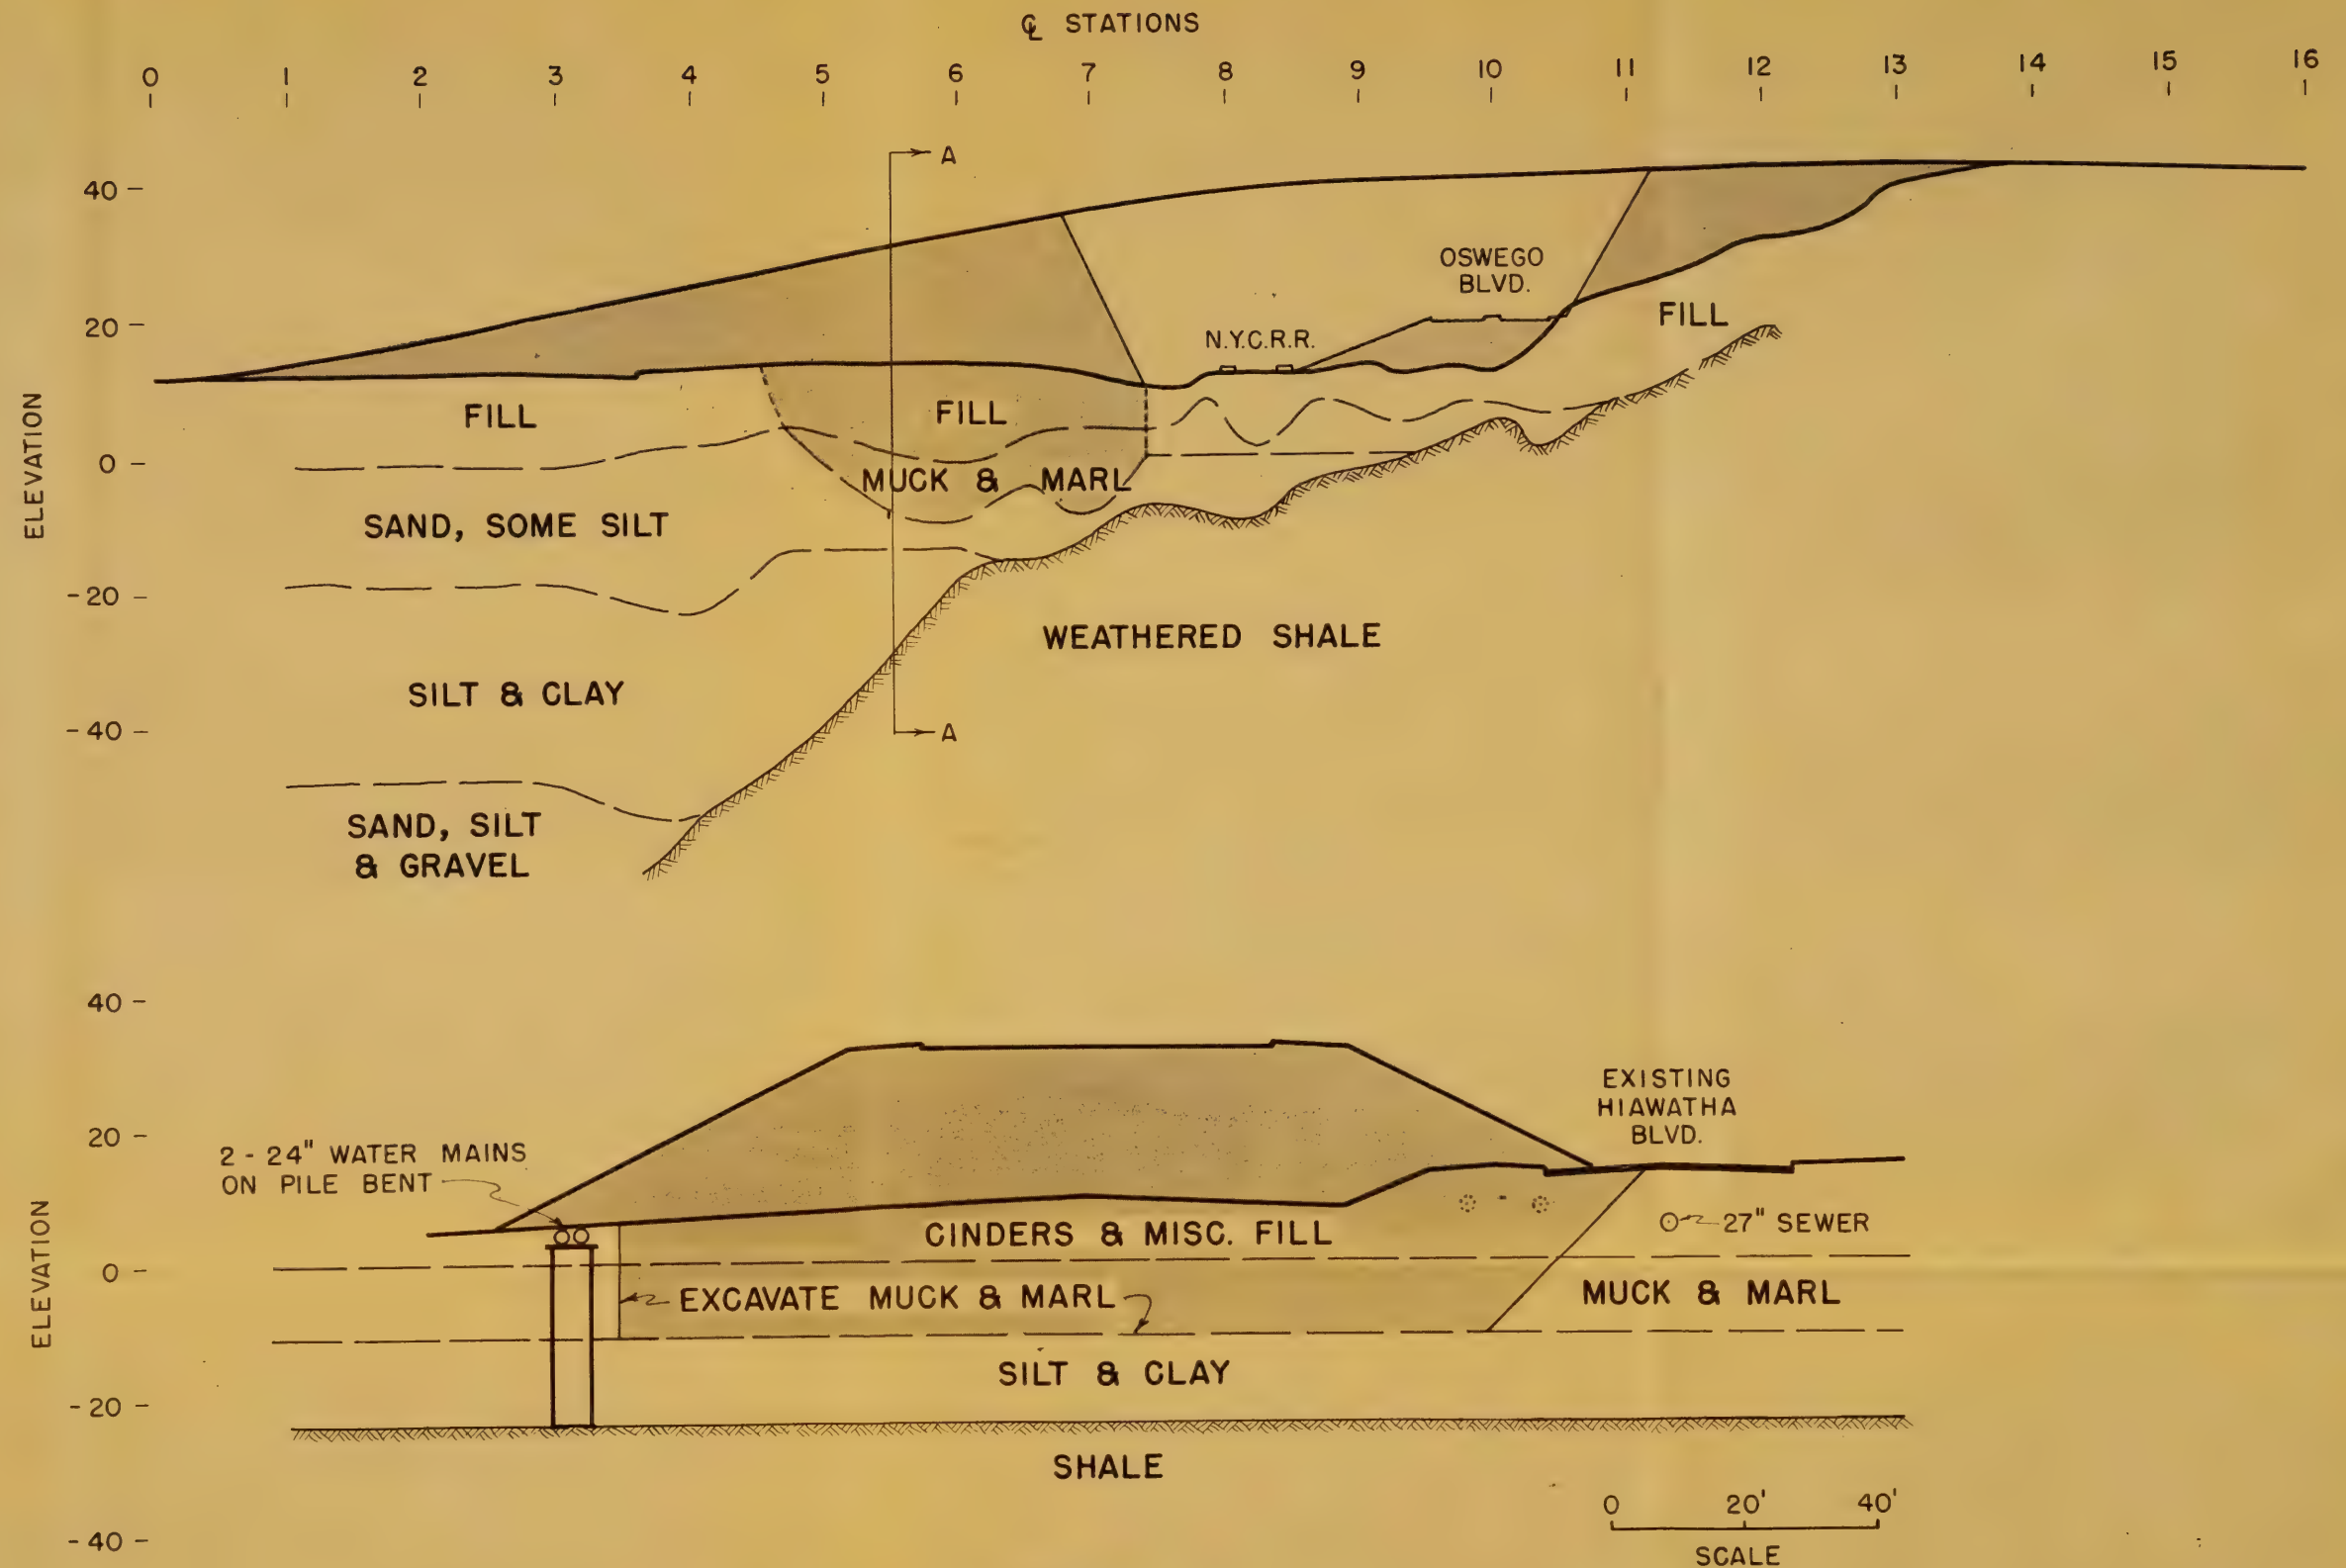 ℄ STATIONS
0 1 2 3 4 5 6 7 8 9 10 11 12 13 14 15 16
A
40
OSWEGO
BLVD.
20
FILL
N.Y.C.R.R.
ELEVATION
FILL
FILL
0
MUCK & MARL
SAND, SOME SILT
-20
WEATHERED SHALE
SILT & CLAY
-40
A
SAND, SILT
& GRAVEL
40
EXISTING
HIAWATHA
BLVD.
20
2-24" WATER MAINS
ON PILE BENT
ELEVATION
27" SEWER
CINDERS & MISC. FILL
0
EXCAVATE MUCK & MARL
MUCK & MARL
SILT & CLAY
-20
SHALE
0 20' 40'
-40
SCALE